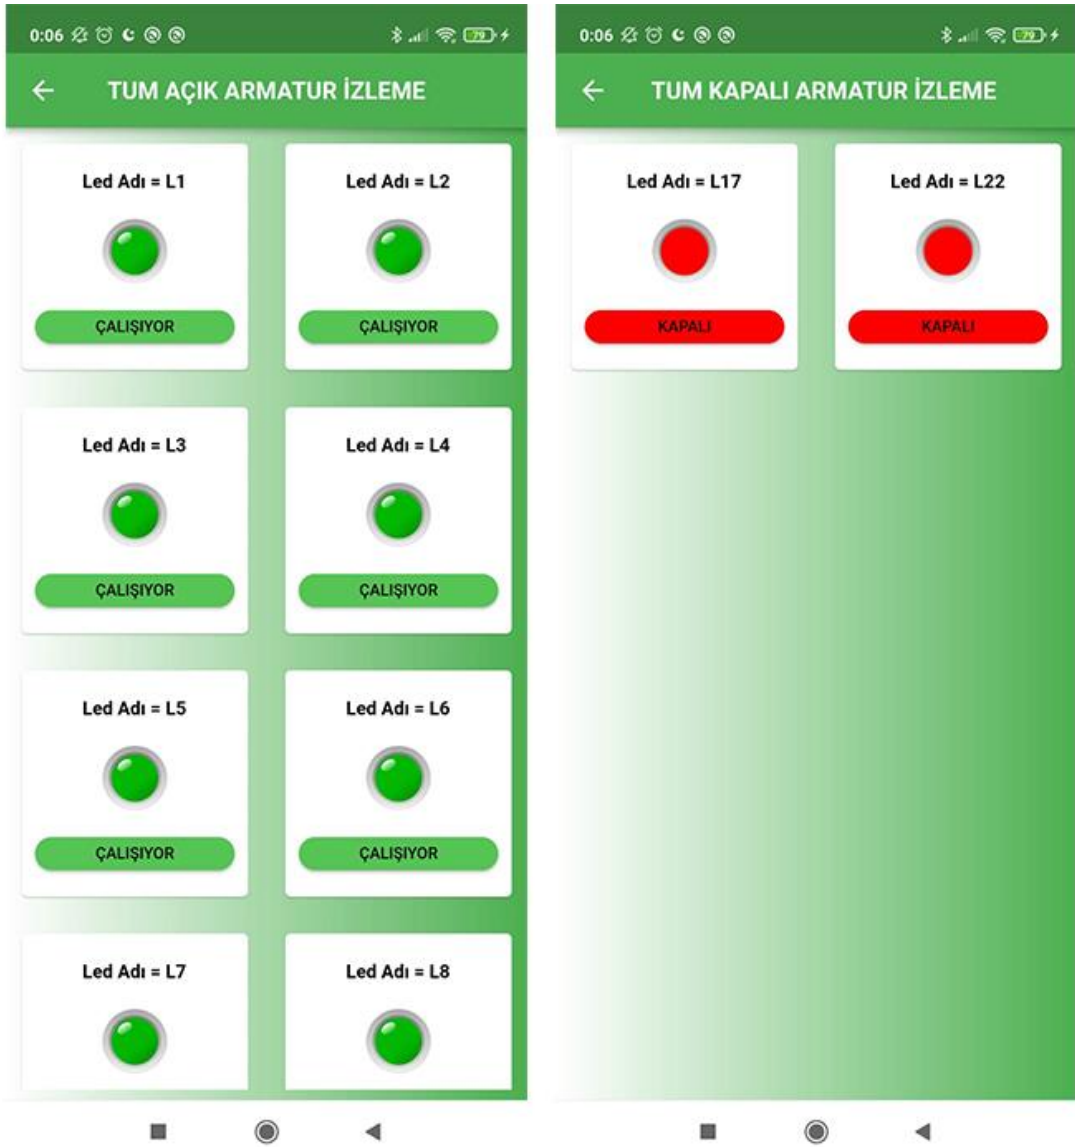 0:06
79
TUM AÇIK ARMATUR İZLEME
Led Adı = L1
Led Adı = L2
ÇALIŞIYOR
ÇALIŞIYOR
Led Adı = L3
Led Adı = L4
ÇALIŞIYOR
ÇALIŞIYOR
Led Adı = L5
Led Adı = L6
ÇALIŞIYOR
ÇALIŞIYOR
Led Adı = L7
Led Adı = L8
0:06
79
TUM KAPALI ARMATUR İZLEME
Led Adı = L17
Led Adı = L22
KAPALI
KAPALI